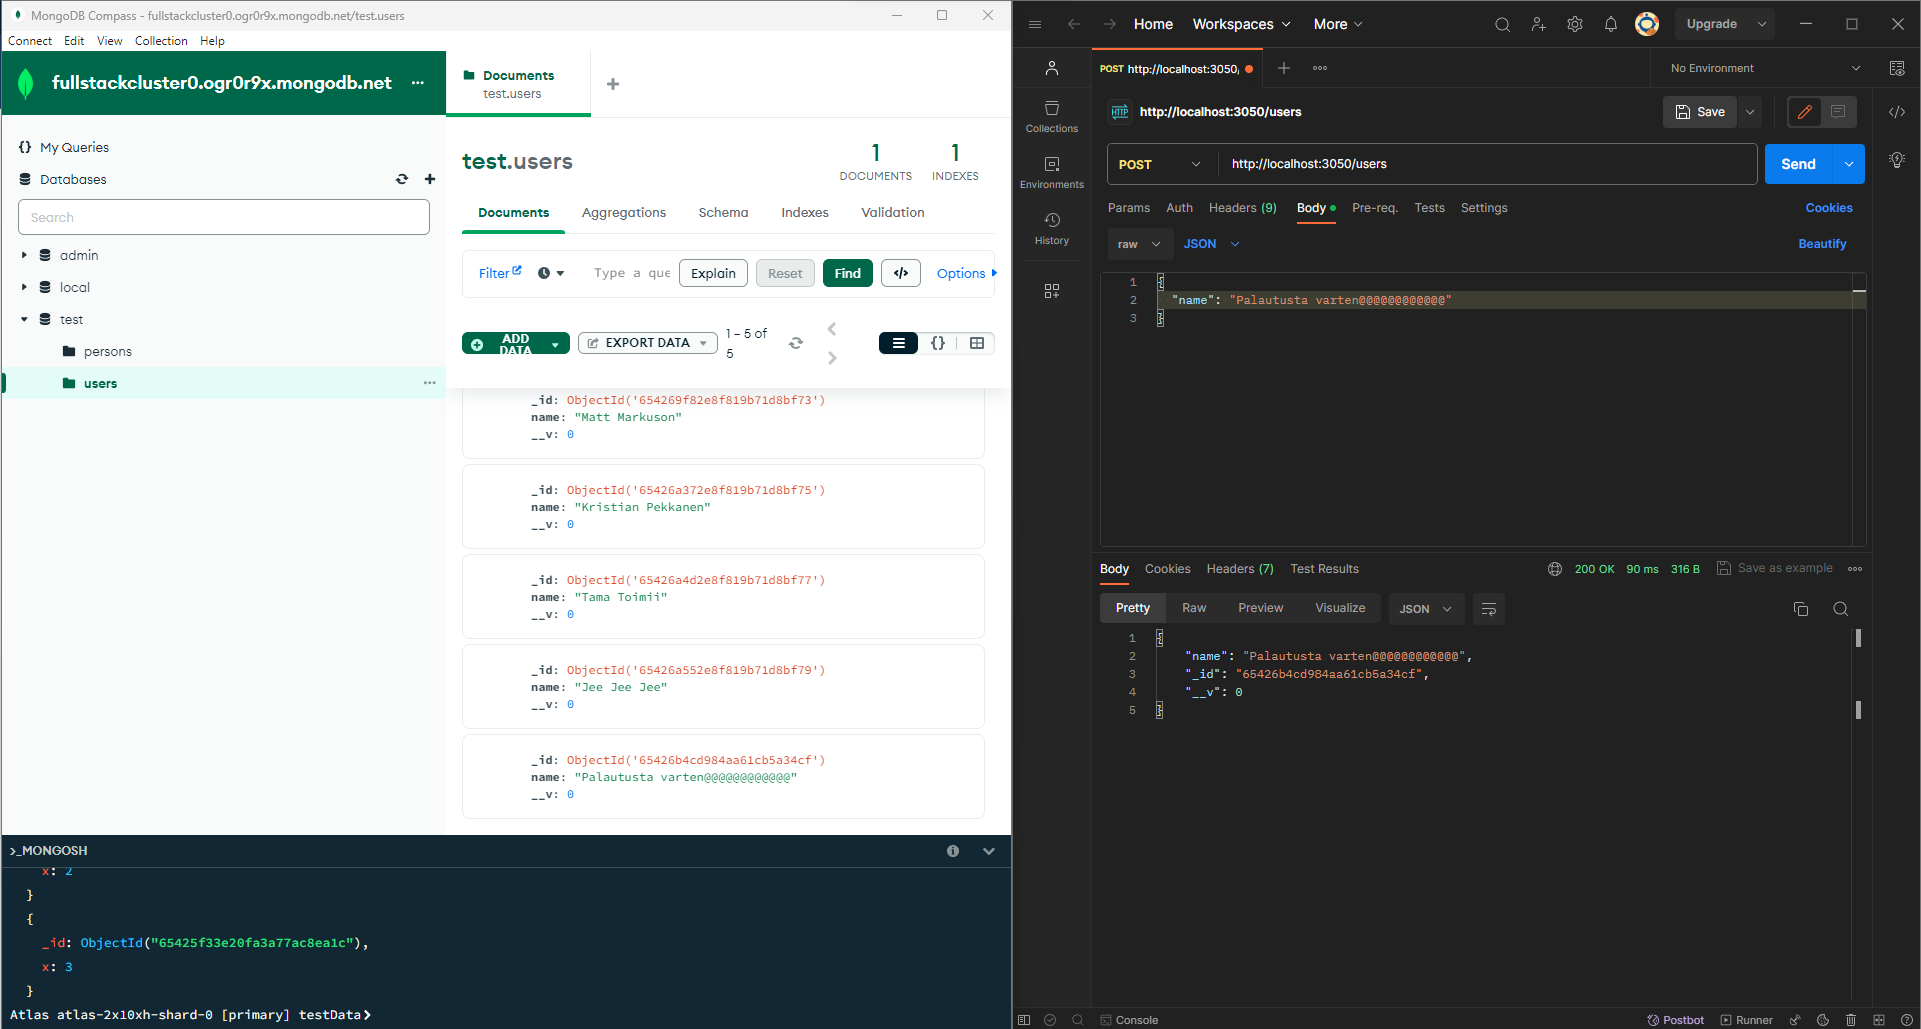 MongoDB Compass - fullstackcluster0.ogr0r9x.mongodb.net/test.users
Connect Edit View Collection Help
fullstackcluster0.ogr0r9x.mongodb.net ...
{} My Queries
Databases
Search
admin
local
test
persons
users ...
Documents
test.users
test.users
1
DOCUMENTS
1
INDEXES
Documents Aggregations Schema Indexes Validation
Filter Type a que Explain Reset Find </> Options
ADD DATA
EXPORT DATA
1 – 5 of
5
{}
_id: ObjectId('654269f82e8f819b71d8bf73')
name: "Matt Markuson"
__v: 0
_id: ObjectId('65426a372e8f819b71d8bf75')
name: "Kristian Pekkanen"
__v: 0
_id: ObjectId('65426a4d2e8f819b71d8bf77')
name: "Tama Toimii"
__v: 0
_id: ObjectId('65426a552e8f819b71d8bf79')
name: "Jee Jee Jee"
__v: 0
_id: ObjectId('65426b4cd984aa61cb5a34cf')
name: "Palautusta varten@@@@@@@@@@@@"
__v: 0
>_MONGOSH
x: 2
}
{
_id: ObjectId("65425f33e20fa3a77ac8ea1c"),
x: 3
}
Atlas atlas-2x10xh-shard-0 [primary] testData>
Home Workspaces More Upgrade
POST http://localhost:3050/ No Environment
Collections
Environments
History
HTTP http://localhost:3050/users Save </>
POST http://localhost:3050/users Send
Params Auth Headers (9) Body Pre-req. Tests Settings Cookies
raw JSON Beautify
1 {
2 "name": "Palautusta varten@@@@@@@@@@@@"
3 }
Body Cookies Headers (7) Test Results 200 OK 90 ms 316 B Save as example
Pretty Raw Preview Visualize JSON
1 {
2 "name": "Palautusta varten@@@@@@@@@@@@",
3 "_id": "65426b4cd984aa61cb5a34cf",
4 "__v": 0
5 }
Console Postbot Runner